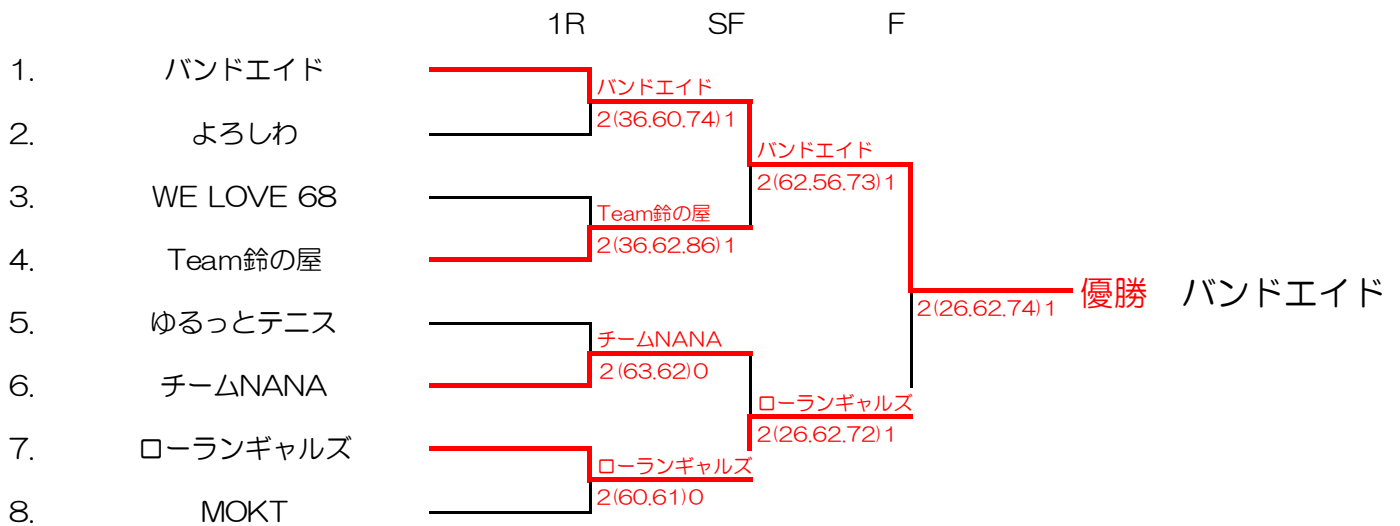 1R SF F
1. バンドエイド
バンドエイド
2(36.60.74)1
2. よろしわ
バンドエイド
2(62.56.73)1
3. WE LOVE 68
Team鈴の屋
2(36.62.86)1
4. Team鈴の屋
優勝 バンドエイド
2(26.62.74)1
5. ゆるっとテニス
チームNANA
2(63.62)0
6. チームNANA
ローランギャルズ
2(26.62.72)1
7. ローランギャルズ
ローランギャルズ
2(60.61)0
8. MOKT